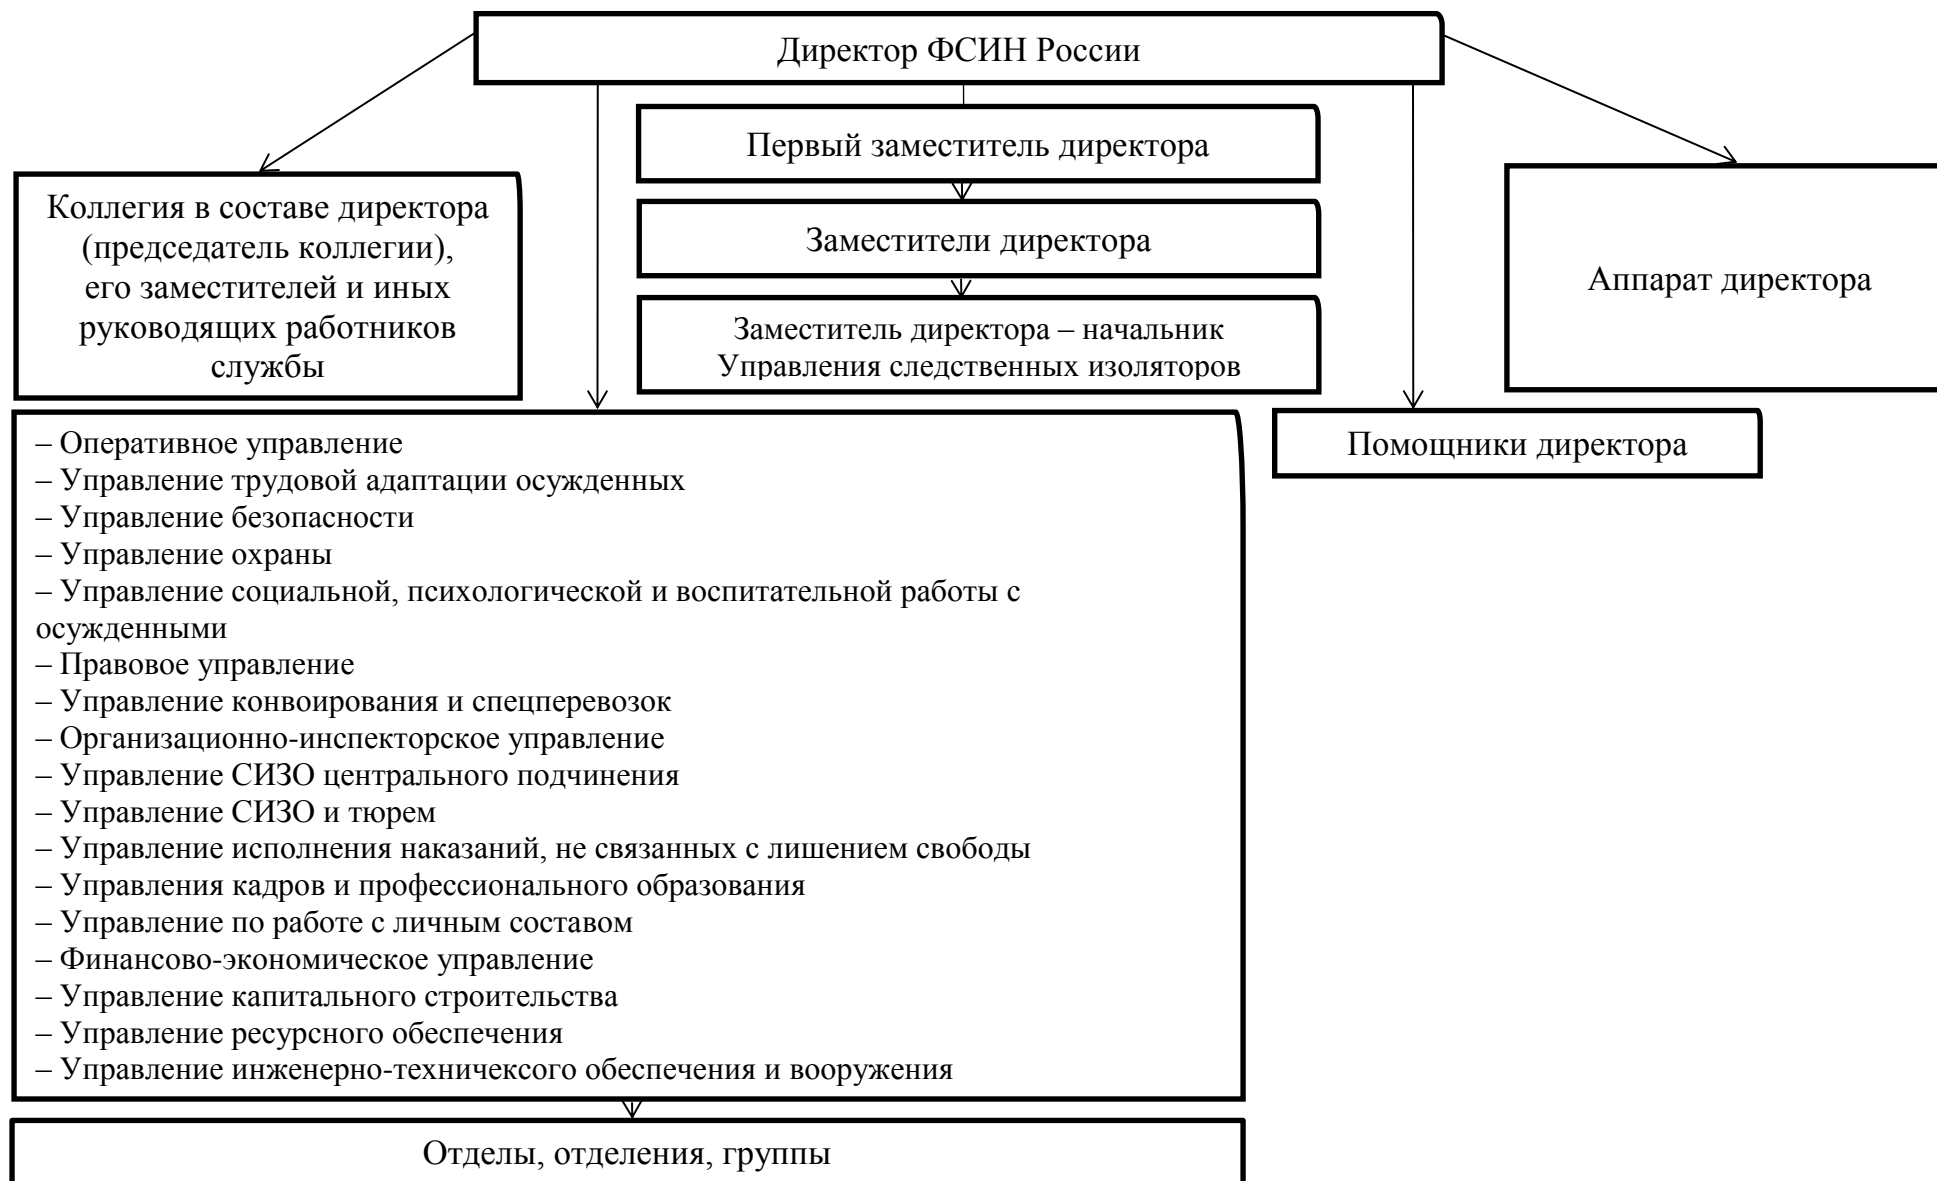 Директор ФСИН России
Первый заместитель директора
Коллегия в составе директора
(председатель коллегии),
его заместителей и иных
руководящих работников
службы
Заместители директора
Аппарат директора
Заместитель директора – начальник
Управления следственных изоляторов
– Оперативное управление
– Управление трудовой адаптации осужденных
– Управление безопасности
– Управление охраны
– Управление социальной, психологической и воспитательной работы с
осужденными
– Правовое управление
– Управление конвоирования и спецперевозок
– Организационно-инспекторское управление
– Управление СИЗО центрального подчинения
– Управление СИЗО и тюрем
– Управление исполнения наказаний, не связанных с лишением свободы
– Управления кадров и профессионального образования
– Управление по работе с личным составом
– Финансово-экономическое управление
– Управление капитального строительства
– Управление ресурсного обеспечения
– Управление инженерно-техничексого обеспечения и вооружения
Помощники директора
Отделы, отделения, группы